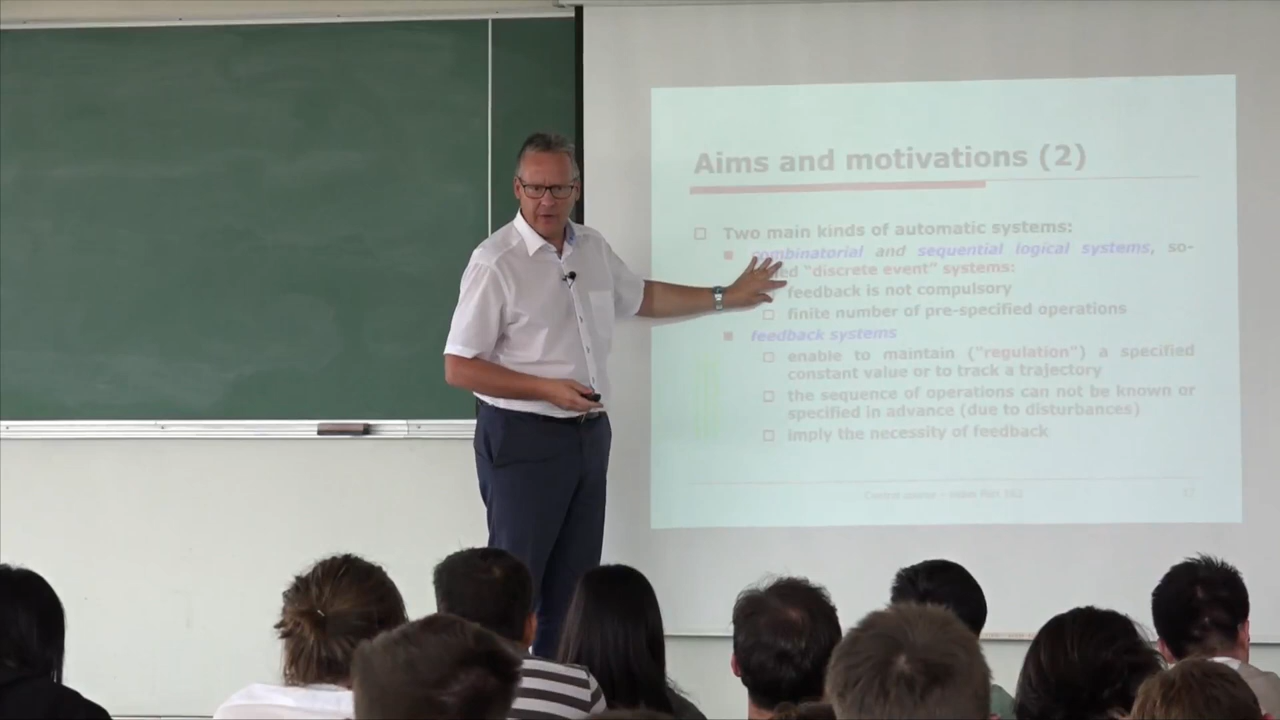 Aims and motivations (2)
Two main kinds of automatic systems:
combinatorial and sequential logical systems, so-
"discrete event" systems:
feedback is not compulsory
finite number of pre-specified operations
feedback systems
enable to maintain ("regulation") a specified
constant value or to track a trajectory
the sequence of operations can not be known or
specified in advance (due to disturbances)
imply the necessity of feedback
Control course –